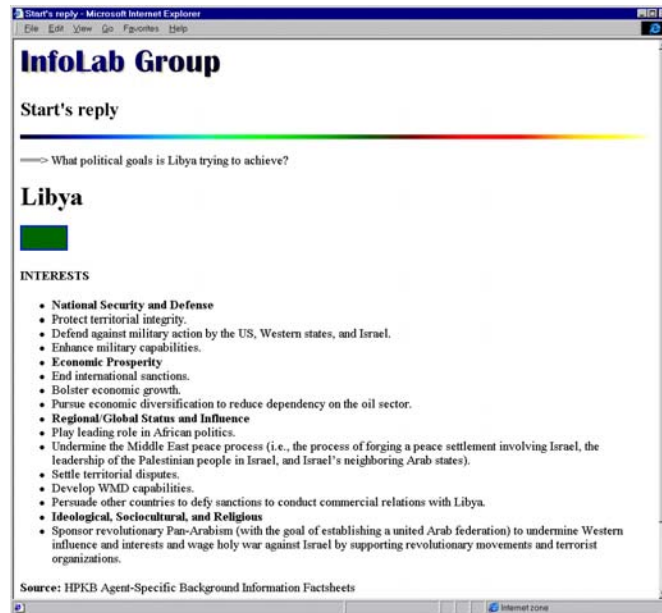 Start's reply - Microsoft Internet Explorer
File Edit View Go Favorites Help
InfoLab Group
Start's reply
===> What political goals is Libya trying to achieve?
Libya
INTERESTS
• National Security and Defense
• Protect territorial integrity.
• Defend against military action by the US, Western states, and Israel.
• Enhance military capabilities.
• Economic Prosperity
• End international sanctions.
• Bolster economic growth.
• Pursue economic diversification to reduce dependency on the oil sector.
• Regional/Global Status and Influence
• Play leading role in African politics.
• Undermine the Middle East peace process (i.e., the process of forging a peace settlement involving Israel, the
leadership of the Palestinian people in Israel, and Israel's neighboring Arab states).
• Settle territorial disputes.
• Develop WMD capabilities.
• Persuade other countries to defy sanctions to conduct commercial relations with Libya.
• Ideological, Sociocultural, and Religious
• Sponsor revolutionary Pan-Arabism (with the goal of establishing a united Arab federation) to undermine Western
influence and interests and wage holy war against Israel by supporting revolutionary movements and terrorist
organizations.
Source: HPKB Agent-Specific Background Information Factsheets
Internet zone